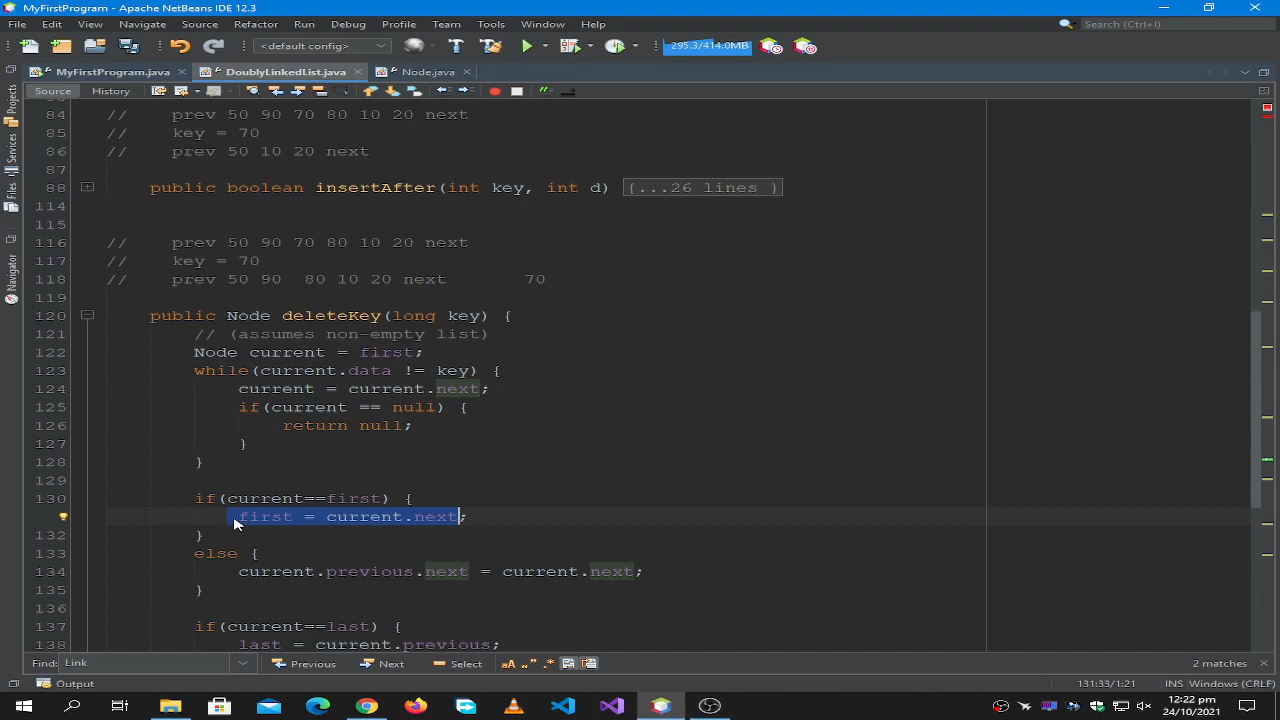 MyFirstProgram - Apache NetBeans IDE 12.3
File Edit View Navigate Source Refactor Run Debug Profile Team Tools Window Help
Search (Ctrl+I)
<default config>
295.3/414.0MB
MyFirstProgram.java DoublyLinkedList.java Node.java
Source History
Projects
Services
Files
Navigator
84 // prev 50 90 70 80 10 20 next
85 // key = 70
86 // prev 50 10 20 next
87
88 public boolean insertAfter(int key, int d) {...26 lines }
114
115
116 // prev 50 90 70 80 10 20 next
117 // key = 70
118 // prev 50 90 80 10 20 next 70
119
120 public Node deleteKey(long key) {
121 // (assumes non-empty list)
122 Node current = first;
123 while(current.data != key) {
124 current = current.next;
125 if(current == null) {
126 return null;
127 }
128 }
129
130 if(current==first) {
first = current.next;
132 }
133 else {
134 current.previous.next = current.next;
135 }
136
137 if(current==last) {
138 last = current.previous;
Find: Link Previous Next Select 2 matches
Output 131:33/1:21 INS Windows (CRLF)
12:22 pm
24/10/2021